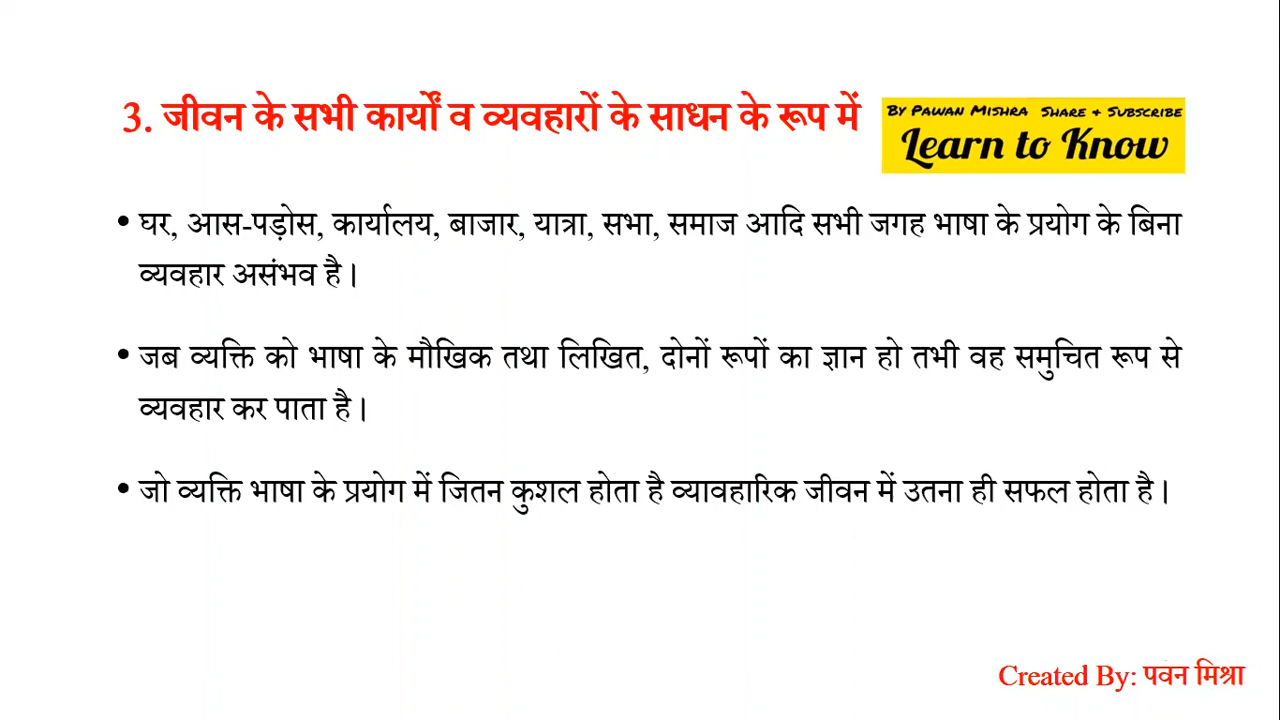 3. जीवन के सभी कार्यों व व्यवहारों के साधन के रूप में
BY PAWAN MISHRA SHARE + SUBSCRIBE
Learn to Know
• घर, आस-पड़ोस, कार्यालय, बाजार, यात्रा, सभा, समाज आदि सभी जगह भाषा के प्रयोग के बिना
व्यवहार असंभव है।
• जब व्यक्ति को भाषा के मौखिक तथा लिखित, दोनों रूपों का ज्ञान हो तभी वह समुचित रूप से
व्यवहार कर पाता है।
• जो व्यक्ति भाषा के प्रयोग में जितन कुशल होता है व्यावहारिक जीवन में उतना ही सफल होता है।
Created By: पवन मिश्रा